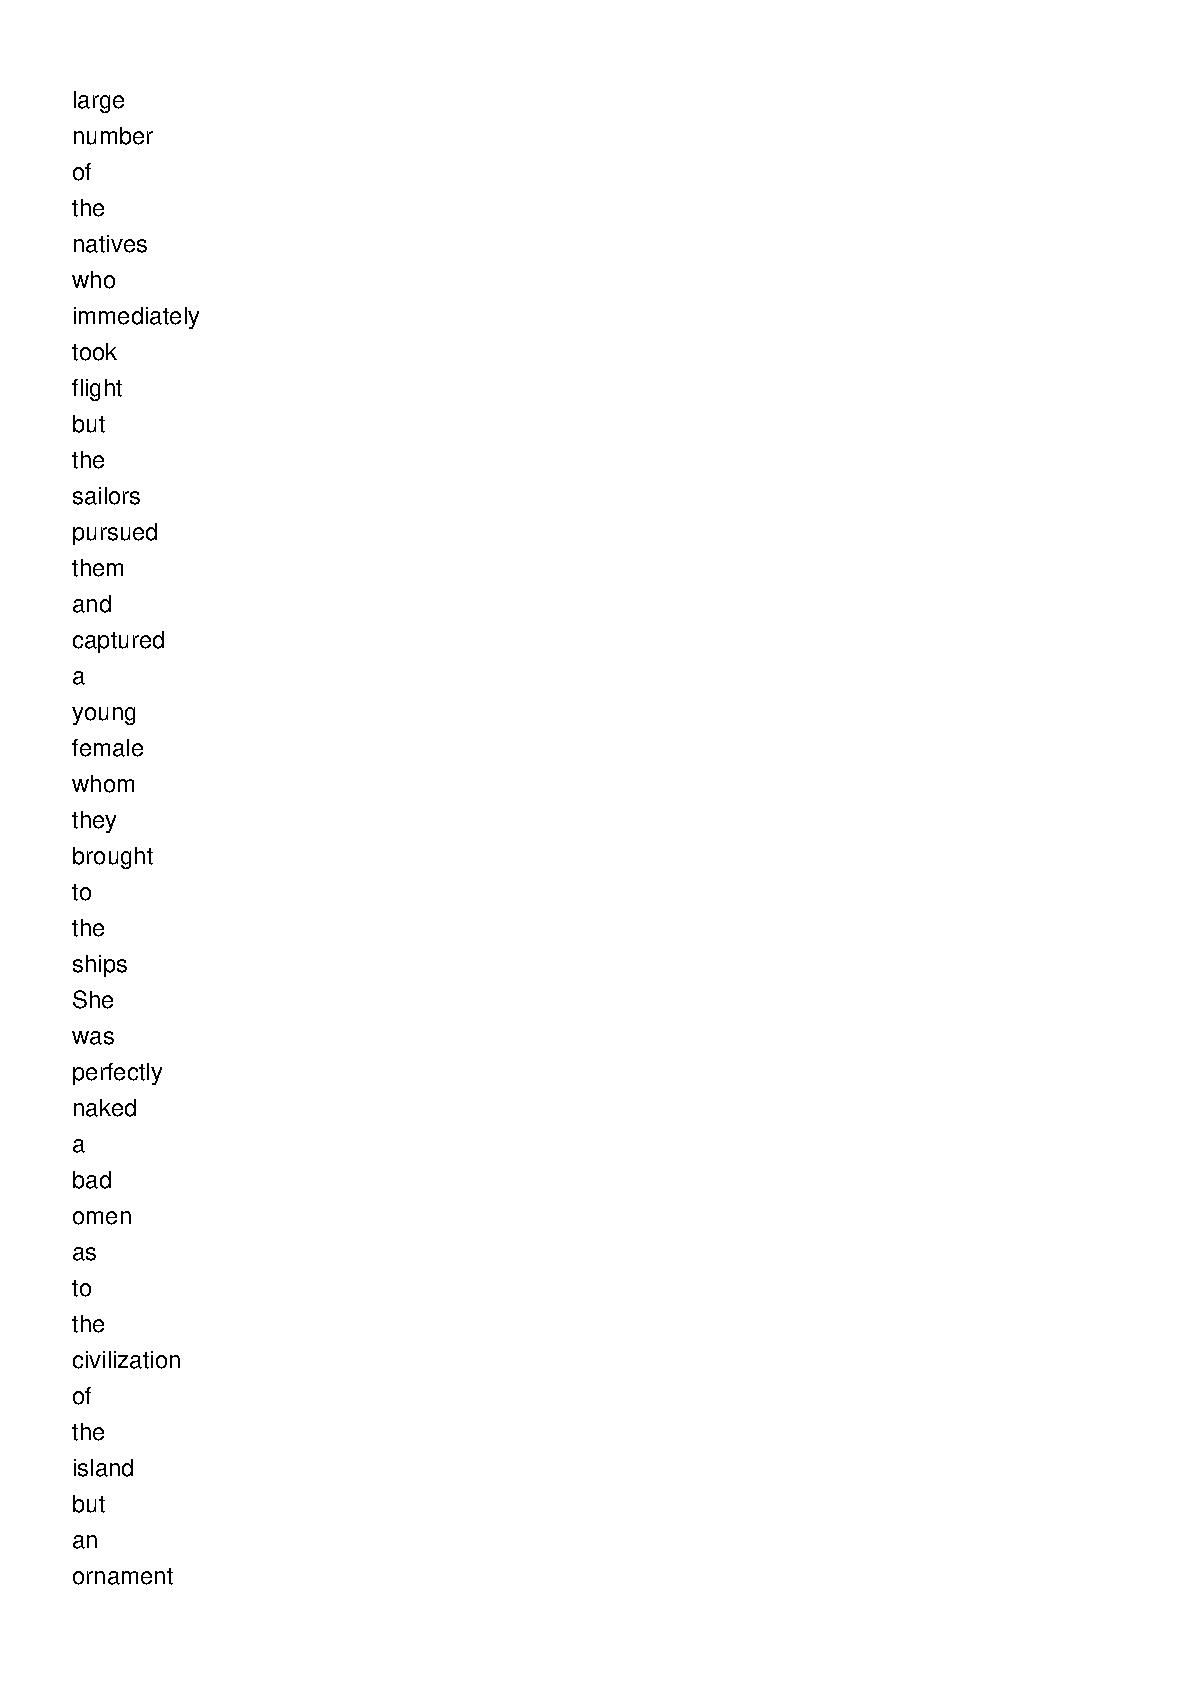 large
number
of
the
natives
who
immediately
took
flight
but
the
sailors
pursued
them
and
captured
a
young
female
whom
they
brought
to
the
ships
She
was
perfectly
naked
a
bad
omen
as
to
the
civilization
of
the
island
but
an
ornament